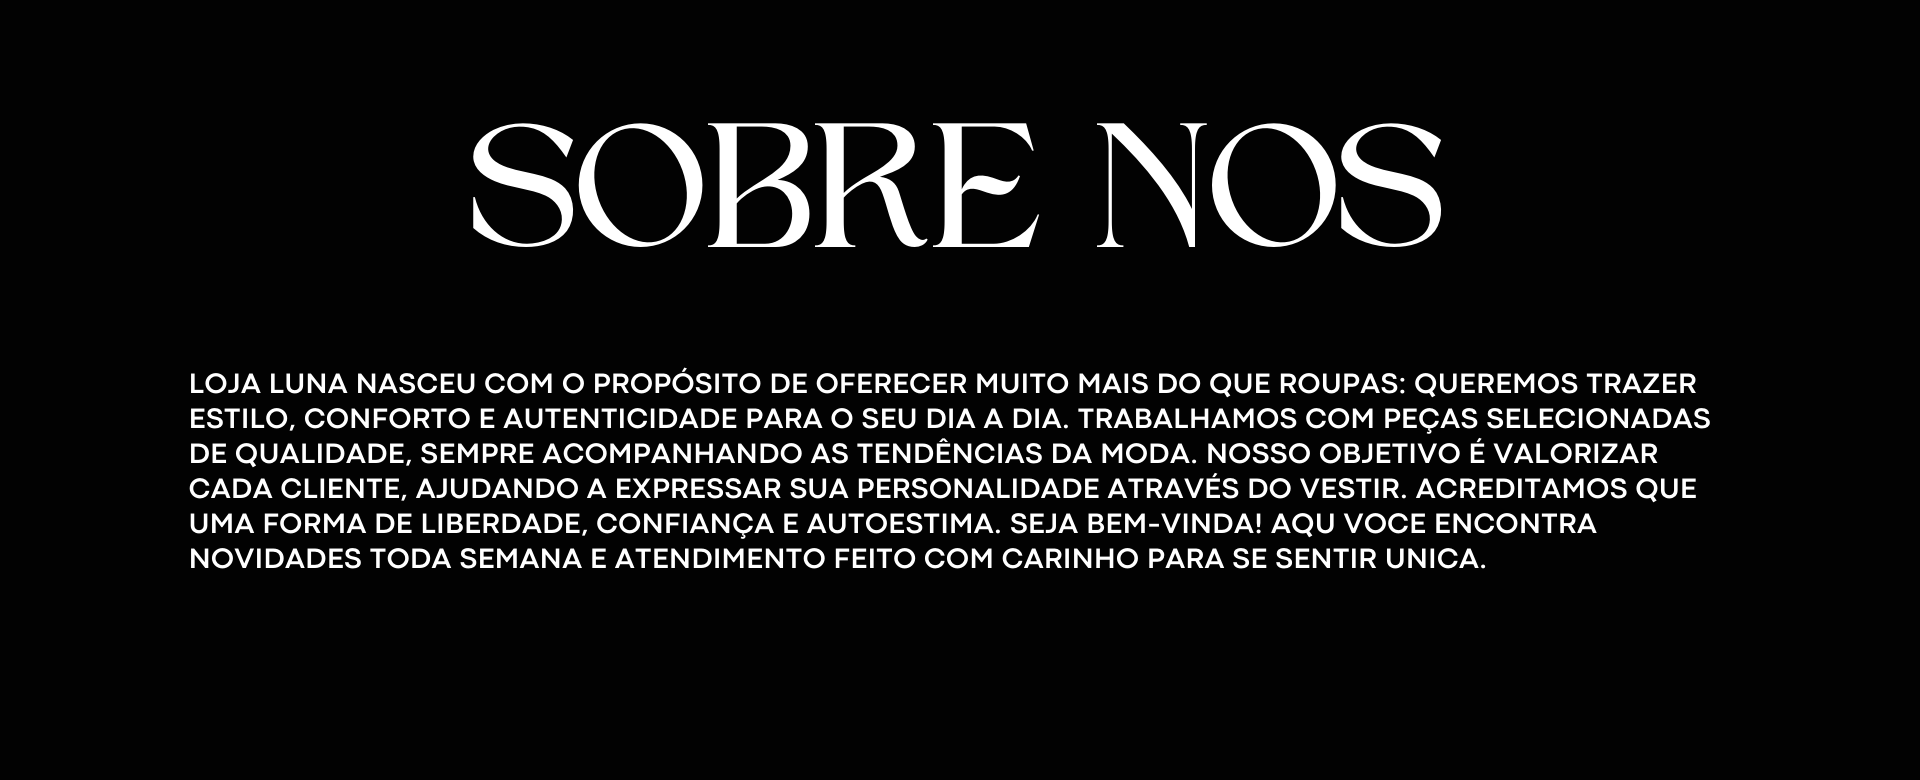 SOBRE NOS
LOJA LUNA NASCEU COM O PROPÓSITO DE OFERECER MUITO MAIS DO QUE ROUPAS: QUEREMOS TRAZER
ESTILO, CONFORTO E AUTENTICIDADE PARA O SEU DIA A DIA. TRABALHAMOS COM PEÇAS SELECIONADAS
DE QUALIDADE, SEMPRE ACOMPANHANDO AS TENDÊNCIAS DA MODA. NOSSO OBJETIVO É VALORIZAR
CADA CLIENTE, AJUDANDO A EXPRESSAR SUA PERSONALIDADE ATRAVÉS DO VESTIR. ACREDITAMOS QUE
UMA FORMA DE LIBERDADE, CONFIANÇA E AUTOESTIMA. SEJA BEM-VINDA! AQU VOCE ENCONTRA
NOVIDADES TODA SEMANA E ATENDIMENTO FEITO COM CARINHO PARA SE SENTIR UNICA.